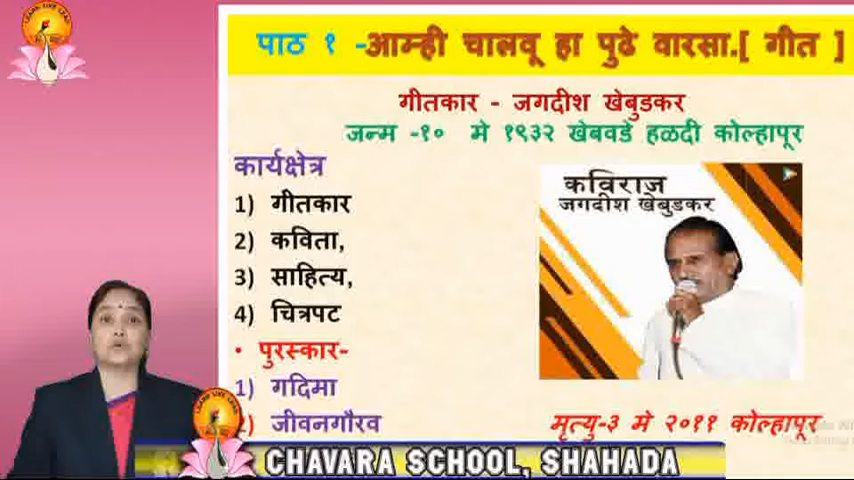 पाठ १ -आम्ही चालवू हा पुढे वारसा.[ गीत ]
गीतकार - जगदीश खेबुडकर
जन्म -१० मे १९३२ खेबवडे हळदी कोल्हापूर
कार्यक्षेत्र
1) गीतकार
2) कविता,
3) साहित्य,
4) चित्रपट
• पुरस्कार-
1) गदिमा
2) जीवनगौरव
कविराज
जगदीश खेबुडकर
मृत्यु-३ मे २०११ कोल्हापूर
CHAVARA SCHOOL, SHAHADA